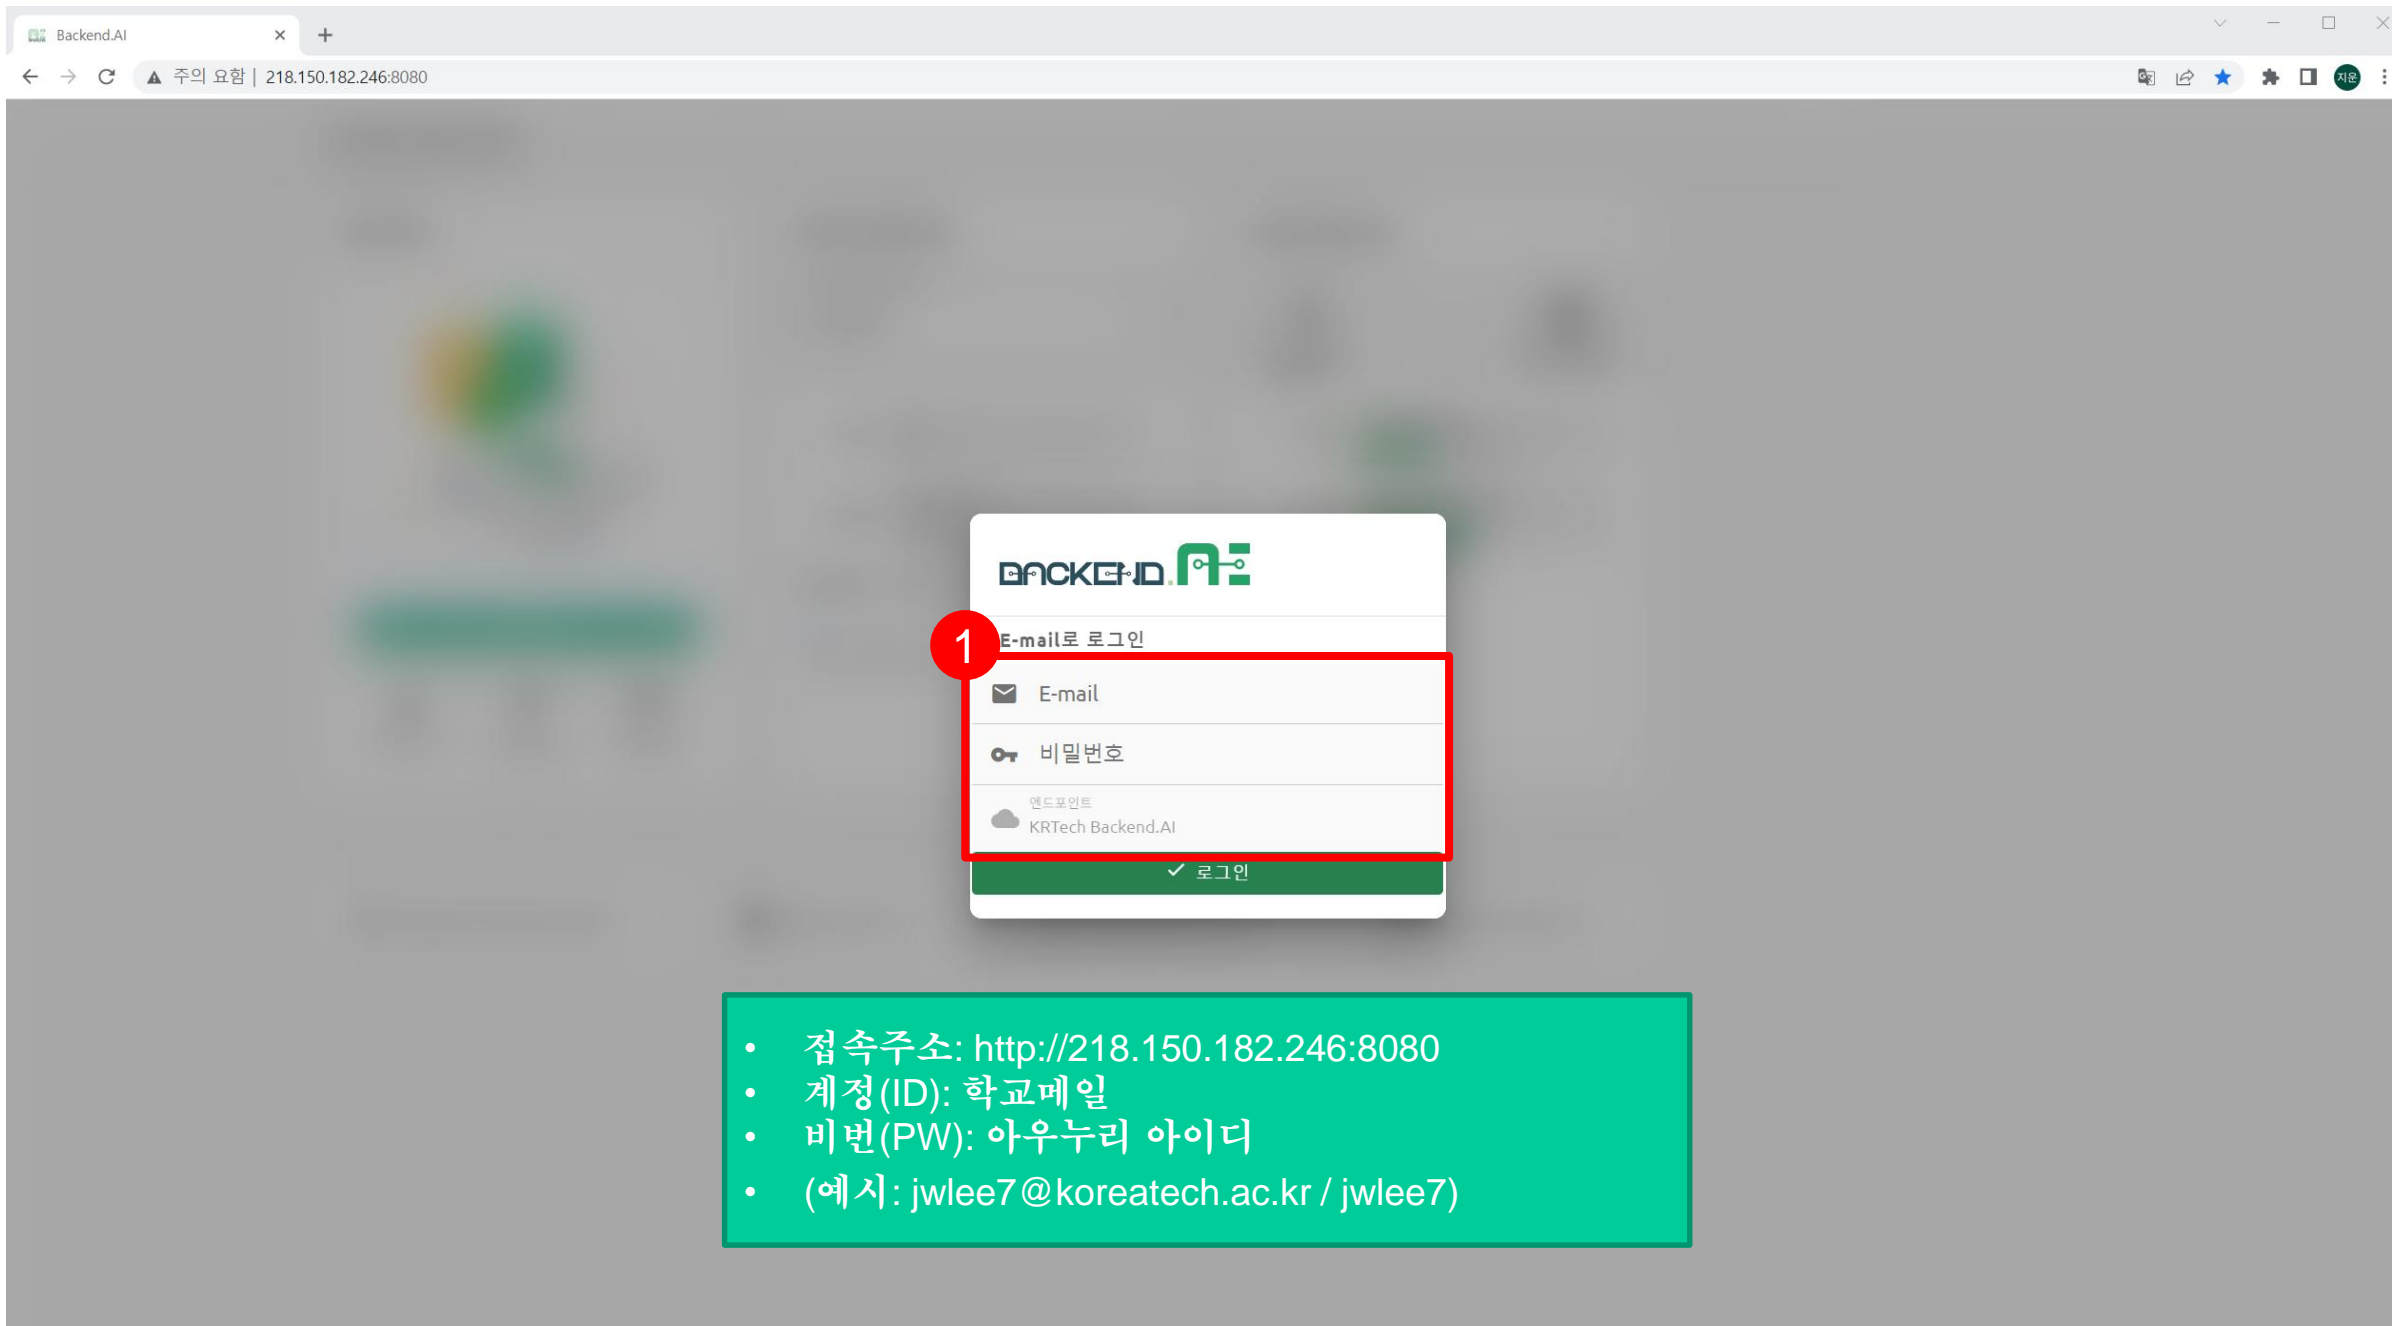 Backend.AI
주의 요함 | 218.150.182.246:8080
지운
BACKEND.AI
1
E-mail로 로그인
E-mail
비밀번호
엔드포인트
KRTech Backend.AI
로그인
• 접속주소: http://218.150.182.246:8080
• 계정(ID): 학교메일
• 비번(PW): 아우누리 아이디
• (예시: jwlee7@koreatech.ac.kr / jwlee7)